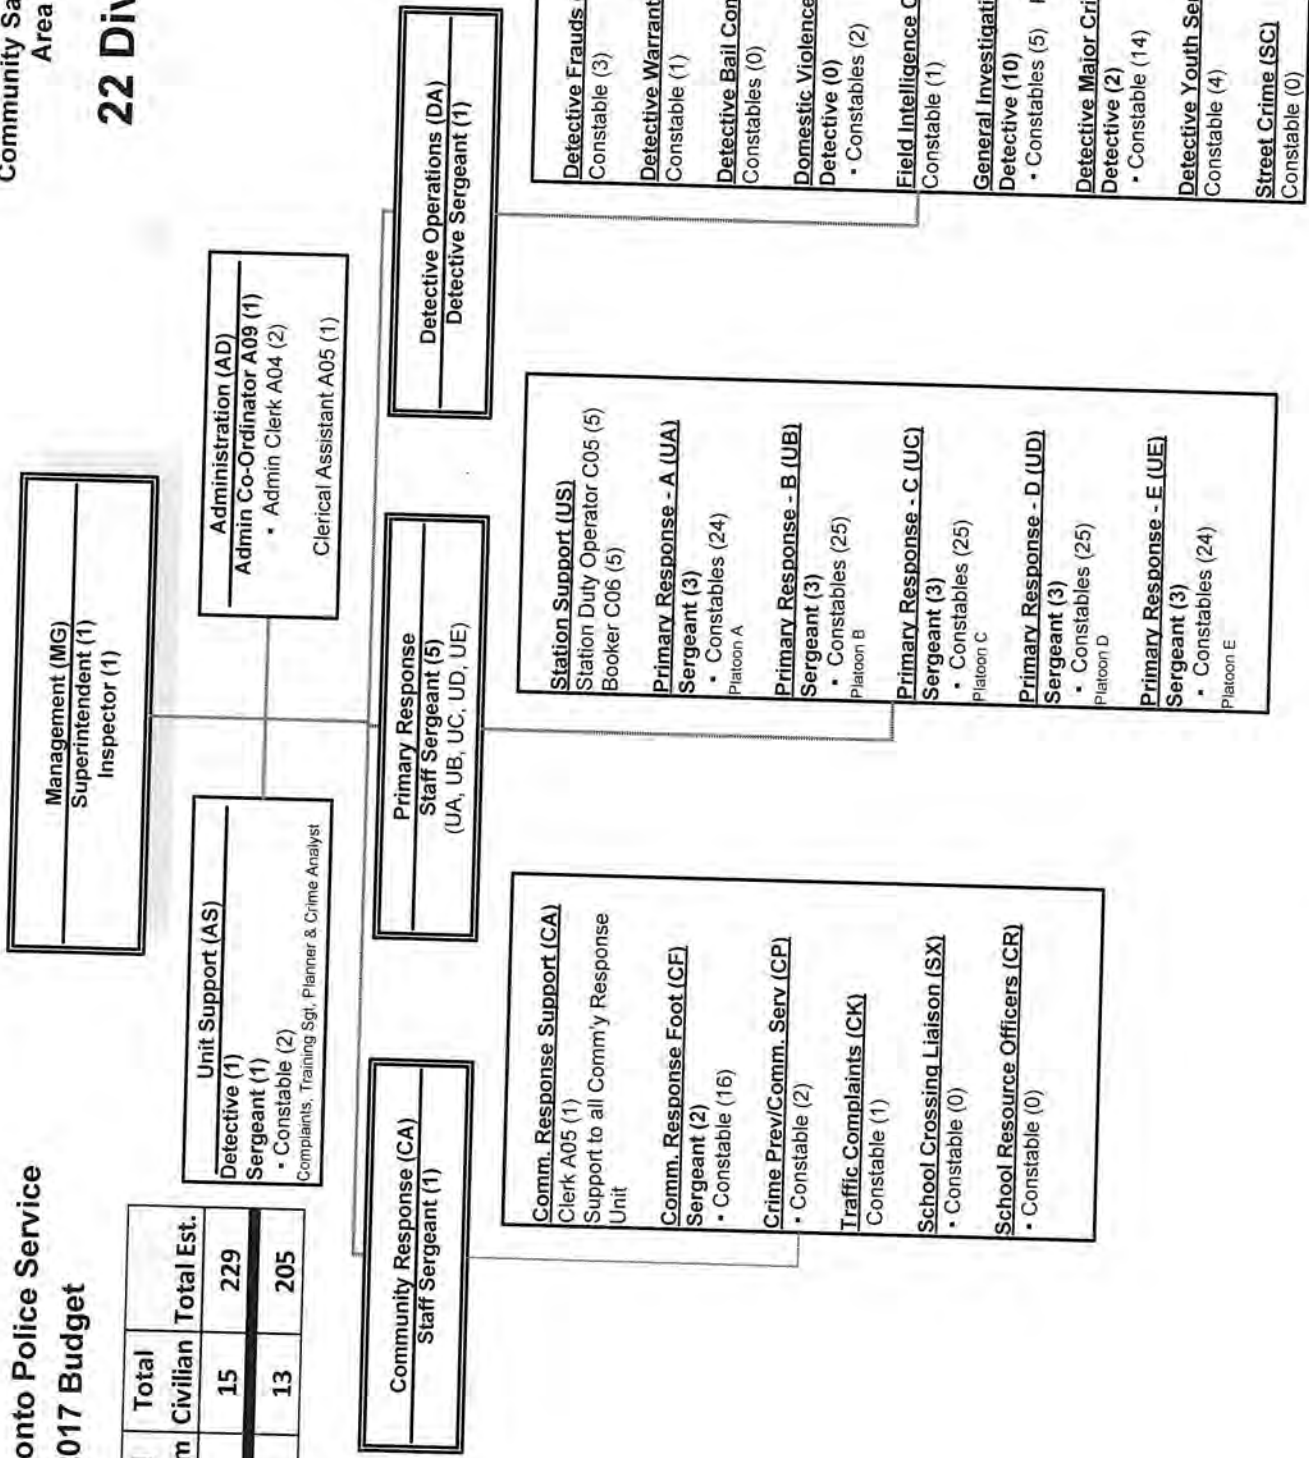 onto Police Service
017 Budget
Community Sa
Area
22 Div
Total
Civilian Total Est.
15 229
13 205
Management (MG)
Superintendent (1)
Inspector (1)
Unit Support (AS)
Detective (1)
Sergeant (1)
• Constable (2)
Complaints, Training Sgt, Planner & Crime Analyst
Administration (AD)
Admin Co-Ordinator A09 (1)
• Admin Clerk A04 (2)
Clerical Assistant A05 (1)
Community Response (CA)
Staff Sergeant (1)
Primary Response
Staff Sergeant (5)
(UA, UB, UC, UD, UE)
Detective Operations (DA)
Detective Sergeant (1)
Comm. Response Support (CA)
Clerk A05 (1)
Support to all Comm'y Response
Unit
Comm. Response Foot (CF)
Sergeant (2)
• Constable (16)
Crime Prev/Comm. Serv (CP)
• Constable (2)
Traffic Complaints (CK)
Constable (1)
School Crossing Liaison (SX)
• Constable (0)
School Resource Officers (CR)
• Constable (0)
Station Support (US)
Station Duty Operator C05 (5)
Booker C06 (5)
Primary Response - A (UA)
Sergeant (3)
• Constables (24)
Platoon A
Primary Response - B (UB)
Sergeant (3)
• Constables (25)
Platoon B
Primary Response - C (UC)
Sergeant (3)
• Constables (25)
Platoon C
Primary Response - D (UD)
Sergeant (3)
• Constables (25)
Platoon D
Primary Response - E (UE)
Sergeant (3)
• Constables (24)
Platoon E
Detective Frauds
Constable (3)
Detective Warrant
Constable (1)
Detective Bail Con
Constables (0)
Domestic Violence
Detective (0)
• Constables (2)
Field Intelligence
Constable (1)
General Investigati
Detective (10)
• Constables (5)
Detective Major Cri
Detective (2)
• Constable (14)
Detective Youth Se
Constable (4)
Street Crime (SC)
Constable (0)